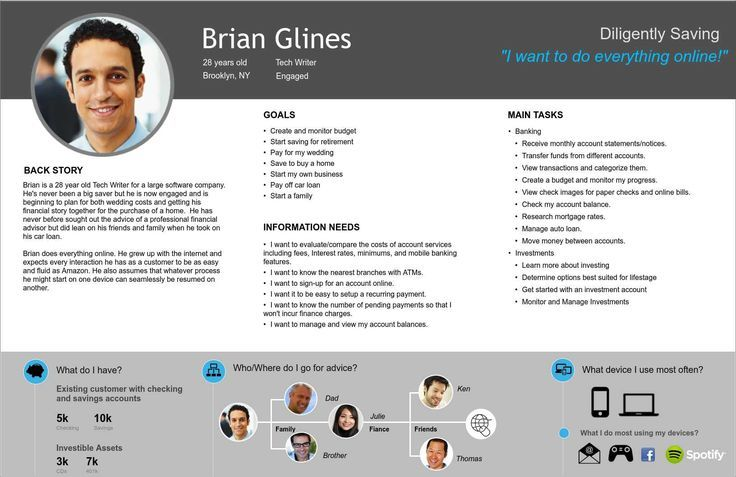 Brian Glines
28 years old
Tech Writer
Brooklyn, NY
Engaged
Diligently Saving
"I want to do everything online!"
BACK STORY
Brian is a 28 year old Tech Writer for a large software company.
He's never been a big saver but he is now engaged and is
beginning to plan for both wedding costs and getting his
financial story together for the purchase of a home. He has
never before sought out the advice of a professional financial
advisor but did lean on his friends and family when he took on
his car loan.
Brian does everything online. He grew up with the internet and
expects every interaction he has as a customer to be as easy
and fluid as Amazon. He also assumes that whatever process
he might start on one device can seamlessly be resumed on
another.
GOALS
• Create and monitor budget
• Start saving for retirement
• Pay for my wedding
• Save to buy a home
• Start my own business
• Pay off car loan
• Start a family
INFORMATION NEEDS
• I want to evaluate/compare the costs of account services
including fees, Interest rates, minimums, and mobile banking
features.
• I want to know the nearest branches with ATMs.
• I want to sign-up for an account online.
• I want it to be easy to setup a recurring payment.
• I want to know the number of pending payments so that I
won't incur finance charges.
• I want to manage and view my account balances.
MAIN TASKS
• Banking
• Receive monthly account statements/notices.
• Transfer funds from different accounts.
• View transactions and categorize them.
• Create a budget and monitor my progress.
• View check images for paper checks and online bills.
• Check my account balance.
• Research mortgage rates.
• Manage auto loan.
• Move money between accounts.
• Investments
• Learn more about investing
• Determine options best suited for lifestage
• Get started with an investment account
• Monitor and Manage Investments
What do I have?
Existing customer with checking
and savings accounts
5k
10k
Checking
Savings
Investible Assets
3k
7k
CDs
401k
Who/Where do I go for advice?
Dad
Ken
Julie
Family
Fiance
Friends
Brother
Thomas
What device I use most often?
What I do most using my devices?
@
f
Spotify